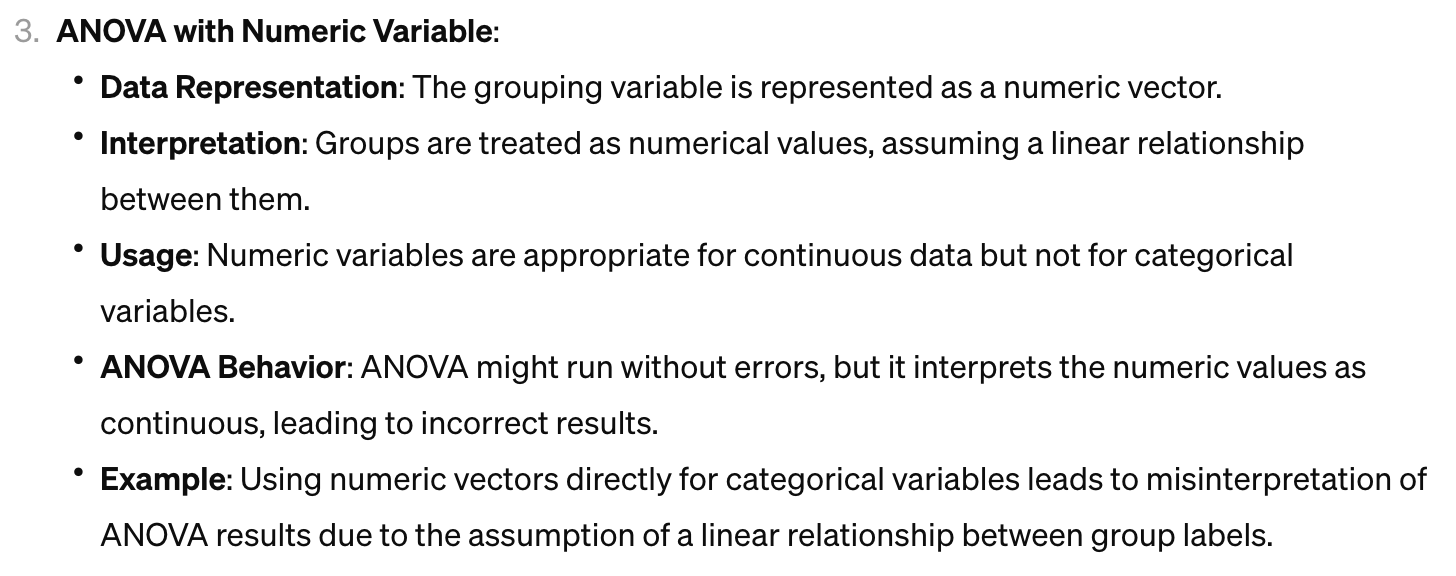 3. ANOVA with Numeric Variable:
• Data Representation: The grouping variable is represented as a numeric vector.
• Interpretation: Groups are treated as numerical values, assuming a linear relationship
between them.
• Usage: Numeric variables are appropriate for continuous data but not for categorical
variables.
• ANOVA Behavior: ANOVA might run without errors, but it interprets the numeric values as
continuous, leading to incorrect results.
• Example: Using numeric vectors directly for categorical variables leads to misinterpretation of
ANOVA results due to the assumption of a linear relationship between group labels.